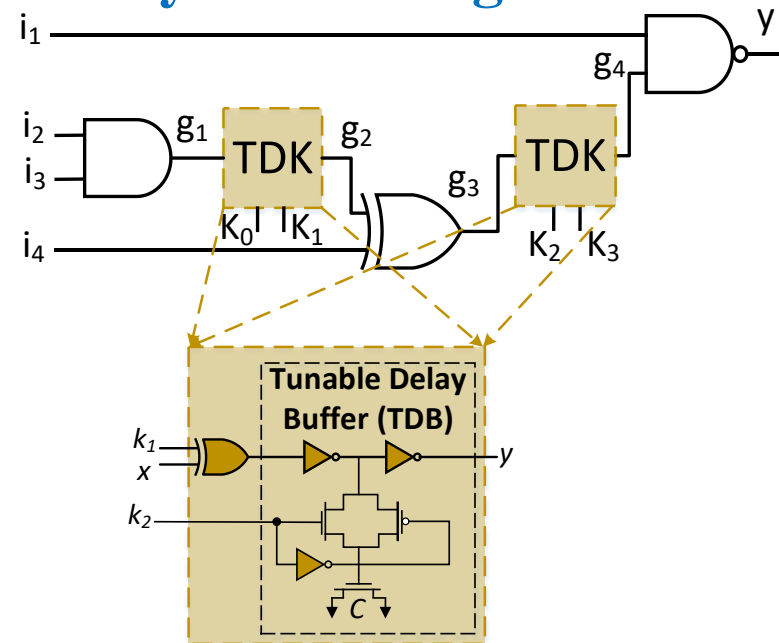 i₁
y
g₄
i₂
g₁
TDK
g₂
TDK
i₃
g₃
K₀
K₁
K₂
K₃
i₄
Tunable Delay
Buffer (TDB)
k₁
x
y
k₂
C